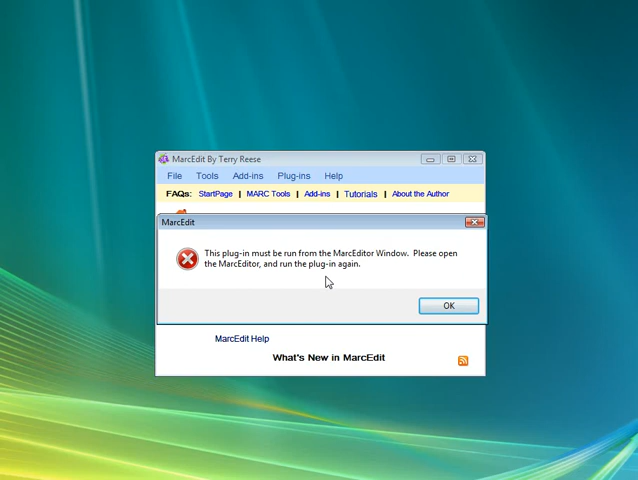 MarcEdit By Terry Reese
File Tools Add-ins Plug-ins Help
FAQs: StartPage | MARC Tools | Add-ins | Tutorials | About the Author
MarcEdit
This plug-in must be run from the MarcEditor Window. Please open
the MarcEditor, and run the plug-in again.
OK
MarcEdit Help
What's New in MarcEdit